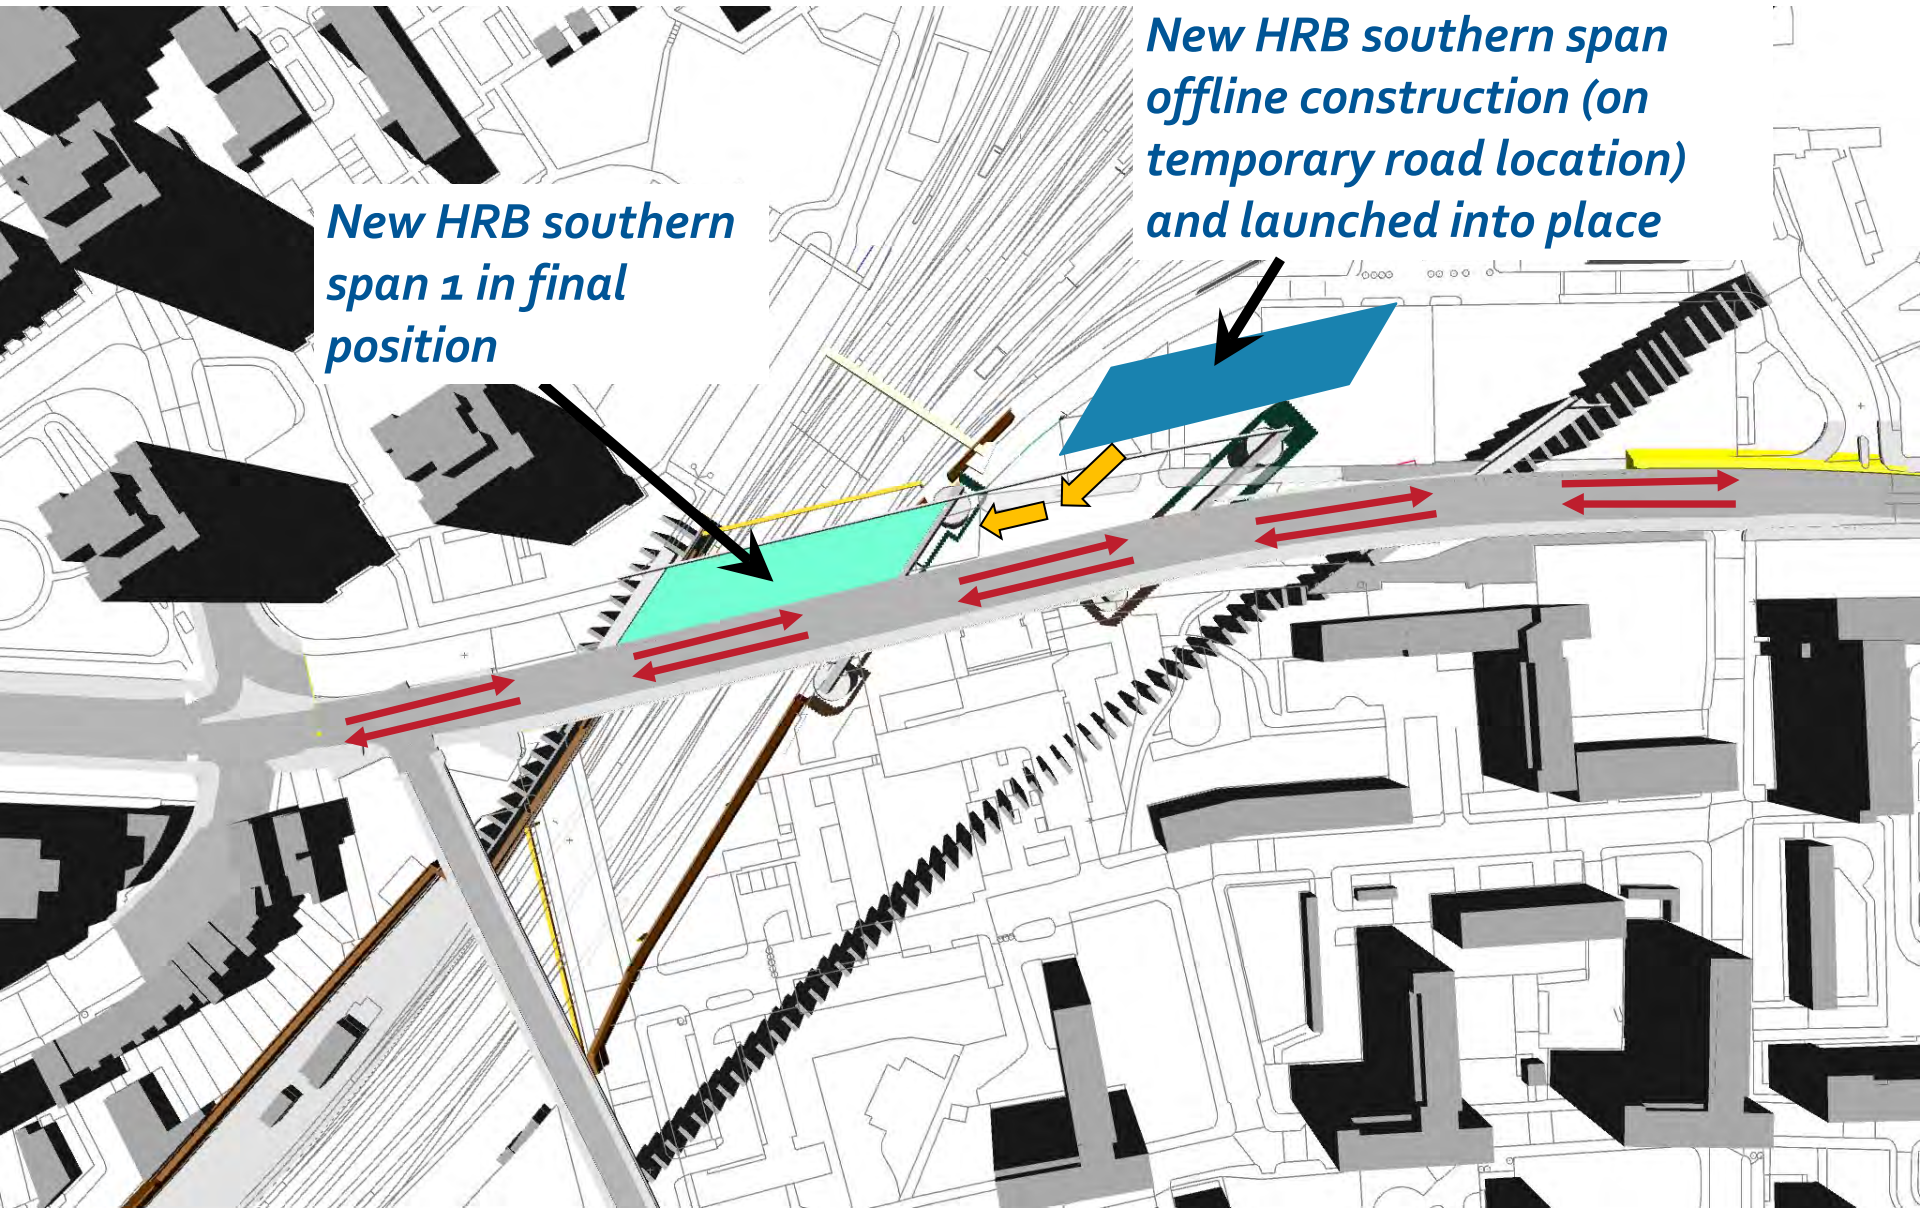 New HRB southern span
offline construction (on
temporary road location)
and launched into place
New HRB southern
span 1 in final
position